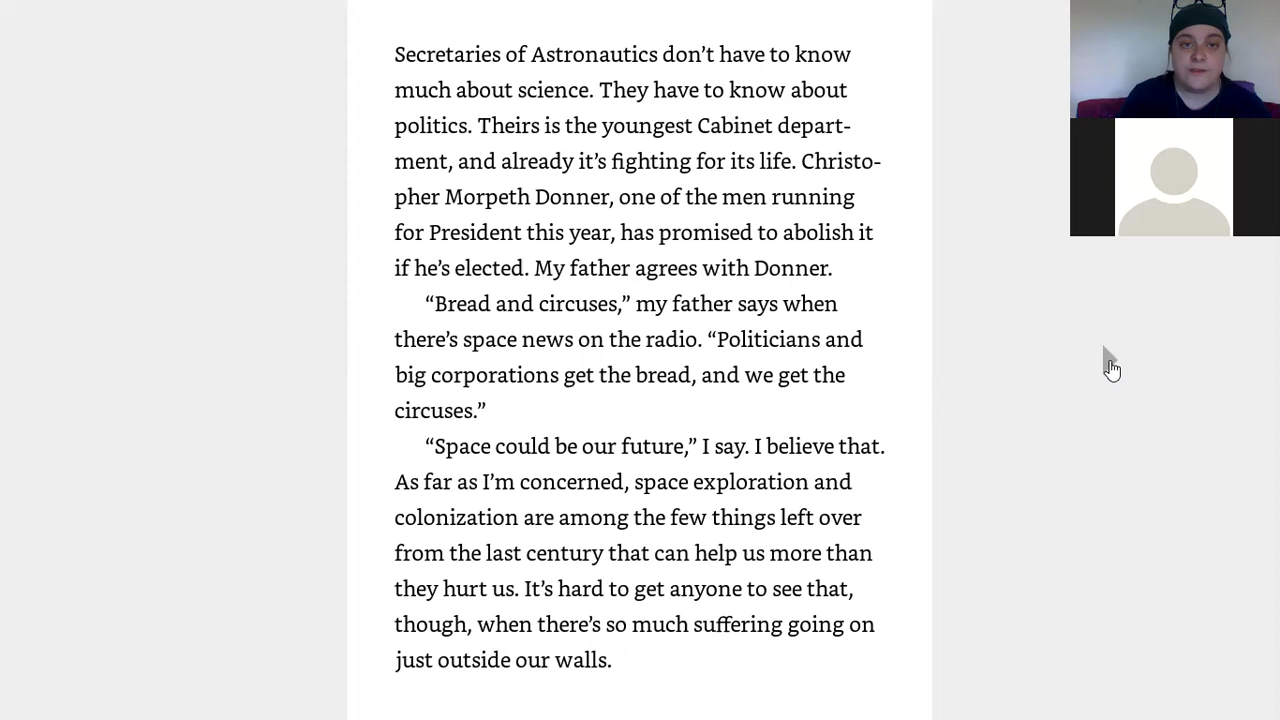 Secretaries of Astronautics don’t have to know
much about science. They have to know about
politics. Theirs is the youngest Cabinet depart-
ment, and already it’s fighting for its life. Christo-
pher Morpeth Donner, one of the men running
for President this year, has promised to abolish it
if he’s elected. My father agrees with Donner.
“Bread and circuses,” my father says when
there’s space news on the radio. “Politicians and
big corporations get the bread, and we get the
circuses.”
“Space could be our future,” I say. I believe that.
As far as I’m concerned, space exploration and
colonization are among the few things left over
from the last century that can help us more than
they hurt us. It’s hard to get anyone to see that,
though, when there’s so much suffering going on
just outside our walls.